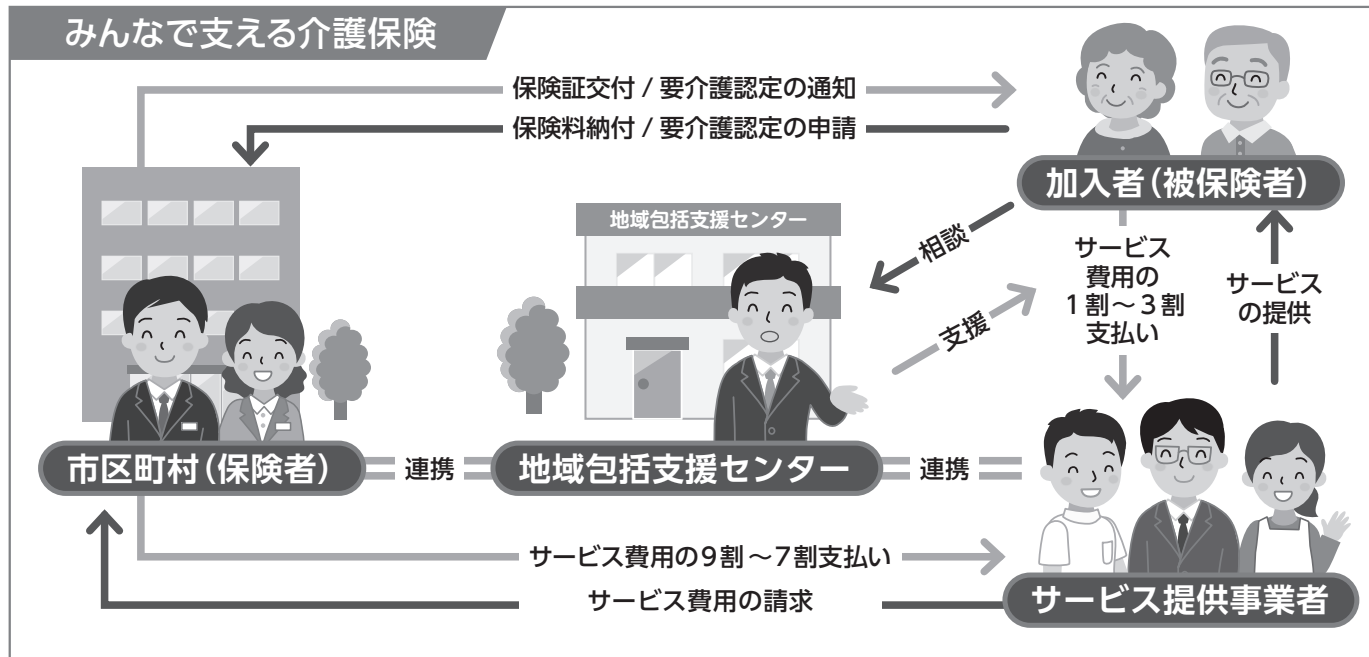 みんなで支える介護保険
保険証交付 / 要介護認定の通知
保険料納付 / 要介護認定の申請
加入者(被保険者)
地域包括支援センター
相談
支援
サービス
費用の
1割～3割
支払い
サービス
の提供
市区町村(保険者)
連携
地域包括支援センター
連携
サービス費用の9割～7割支払い
サービス費用の請求
サービス提供事業者